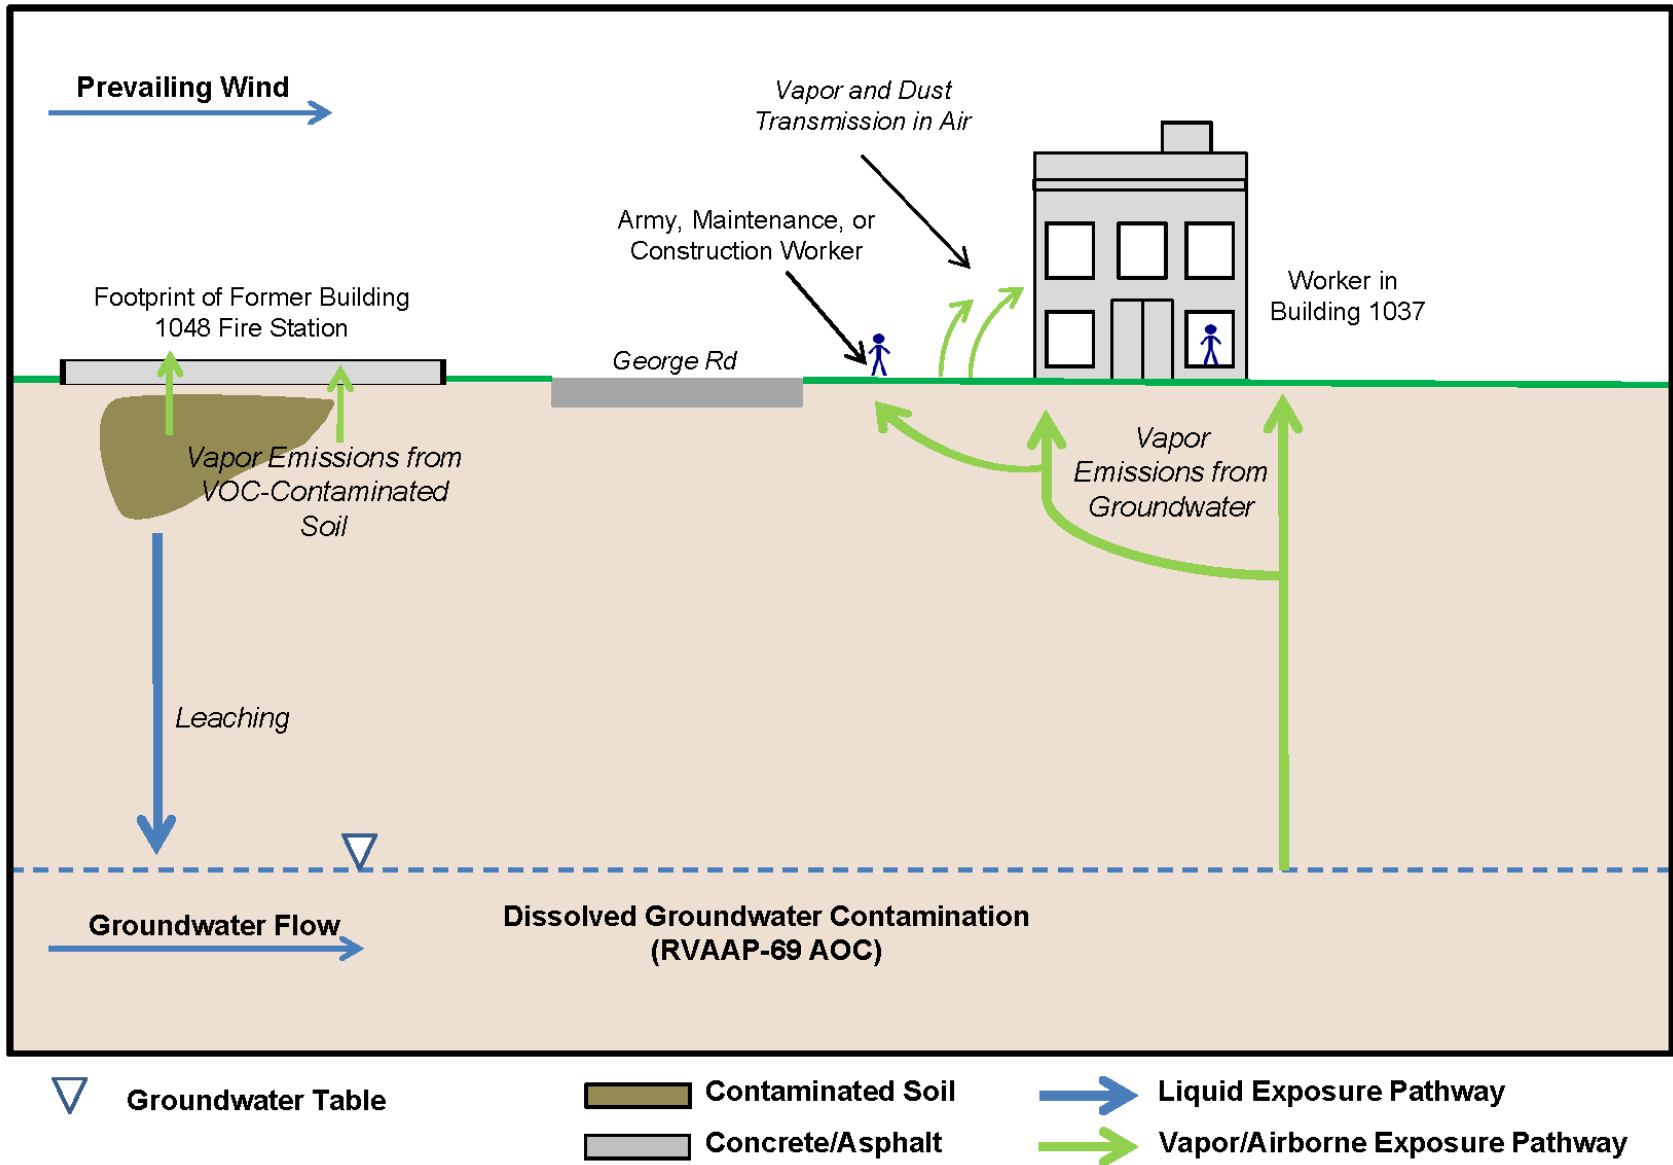 Prevailing Wind
Vapor and Dust
Transmission in Air
Army, Maintenance, or
Construction Worker
Footprint of Former Building
1048 Fire Station
George Rd
Worker in
Building 1037
Vapor Emissions from
VOC-Contaminated
Soil
Vapor
Emissions from
Groundwater
Leaching
Groundwater Flow
Dissolved Groundwater Contamination
(RVAAP-69 AOC)
Groundwater Table
Contaminated Soil
Concrete/Asphalt
Liquid Exposure Pathway
Vapor/Airborne Exposure Pathway